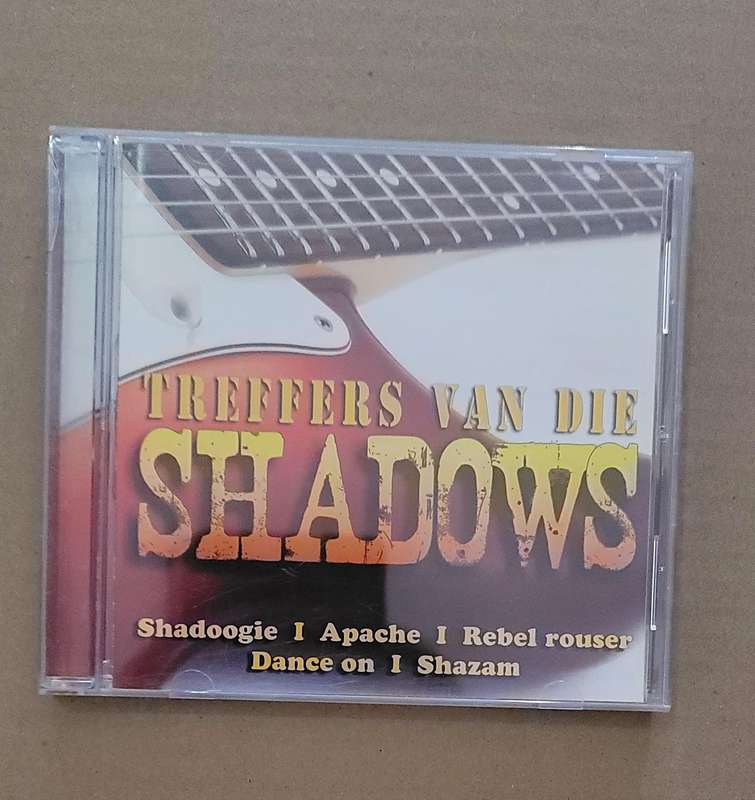 TREFFERS VAN DIE
SHADOWS
Shadoogie I Apache I Rebel rouser
Dance on I Shazam